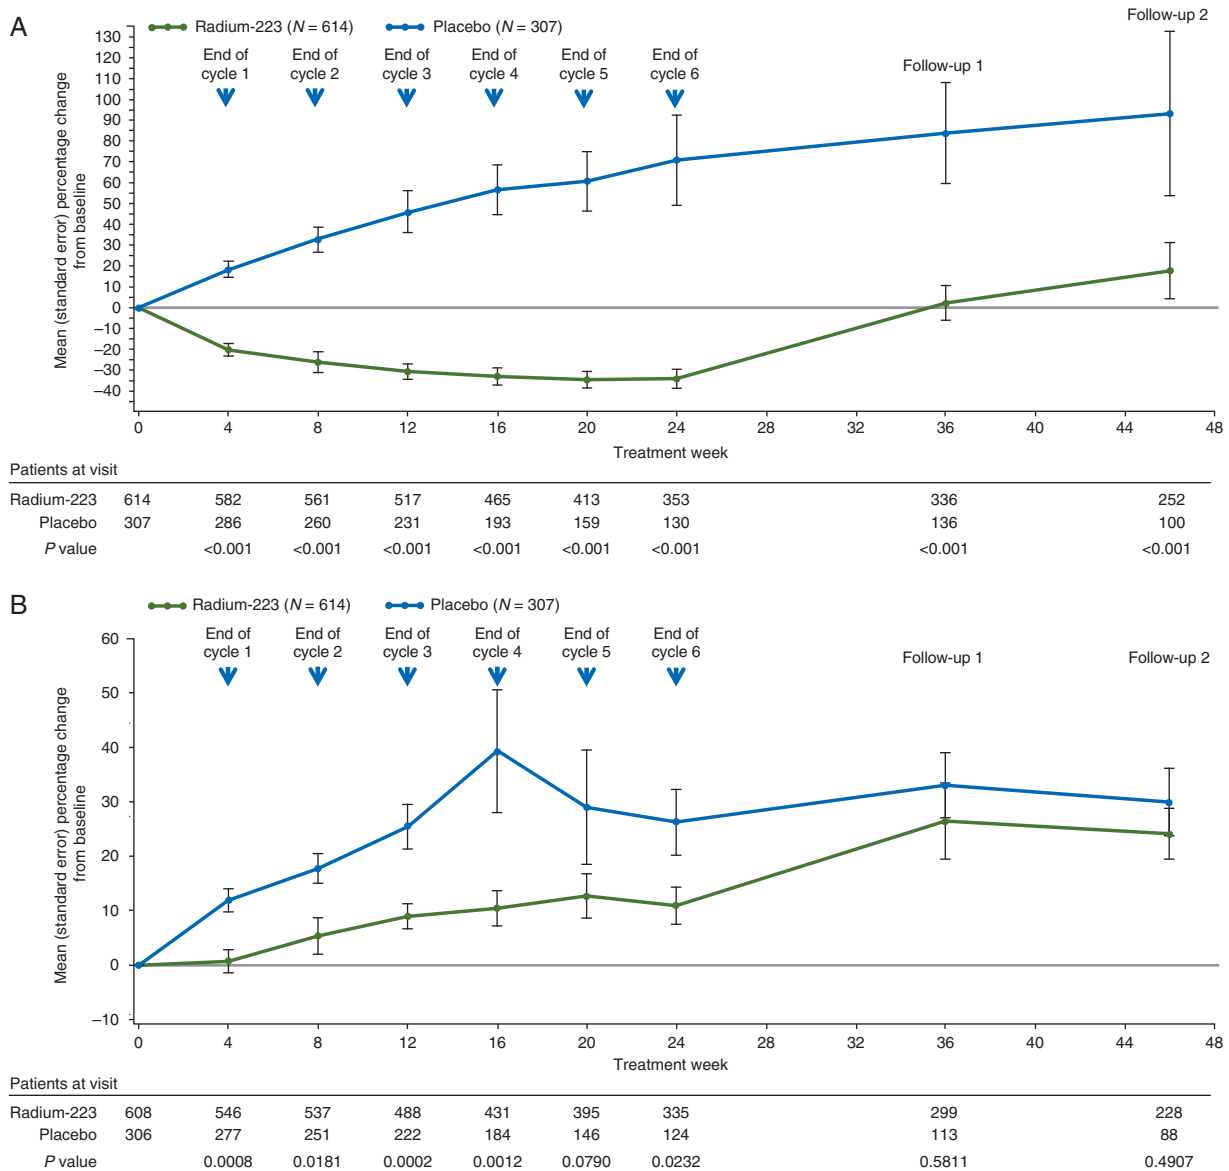 A
Radium-223 (N = 614)
Placebo (N = 307)
Follow-up 2
End of cycle 1
End of cycle 2
End of cycle 3
End of cycle 4
End of cycle 5
End of cycle 6
Follow-up 1
Mean (standard error) percentage change
from baseline
130
120
110
100
90
80
70
60
50
40
30
20
10
0
–10
–20
–30
–40
0 4 8 12 16 20 24 28 32 36 40 44 48
Treatment week
Patients at visit
Radium-223 614 582 561 517 465 413 353 336 252
Placebo 307 286 260 231 193 159 130 136 100
P value <0.001 <0.001 <0.001 <0.001 <0.001 <0.001 <0.001 <0.001
B
Radium-223 (N = 614)
Placebo (N = 307)
End of cycle 1
End of cycle 2
End of cycle 3
End of cycle 4
End of cycle 5
End of cycle 6
Follow-up 1
Follow-up 2
Mean (standard error) percentage change
from baseline
60
50
40
30
20
10
0
–10
0 4 8 12 16 20 24 28 32 36 40 44 48
Treatment week
Patients at visit
Radium-223 608 546 537 488 431 395 335 299 228
Placebo 306 277 251 222 184 146 124 113 88
P value 0.0008 0.0181 0.0002 0.0012 0.0790 0.0232 0.5811 0.4907